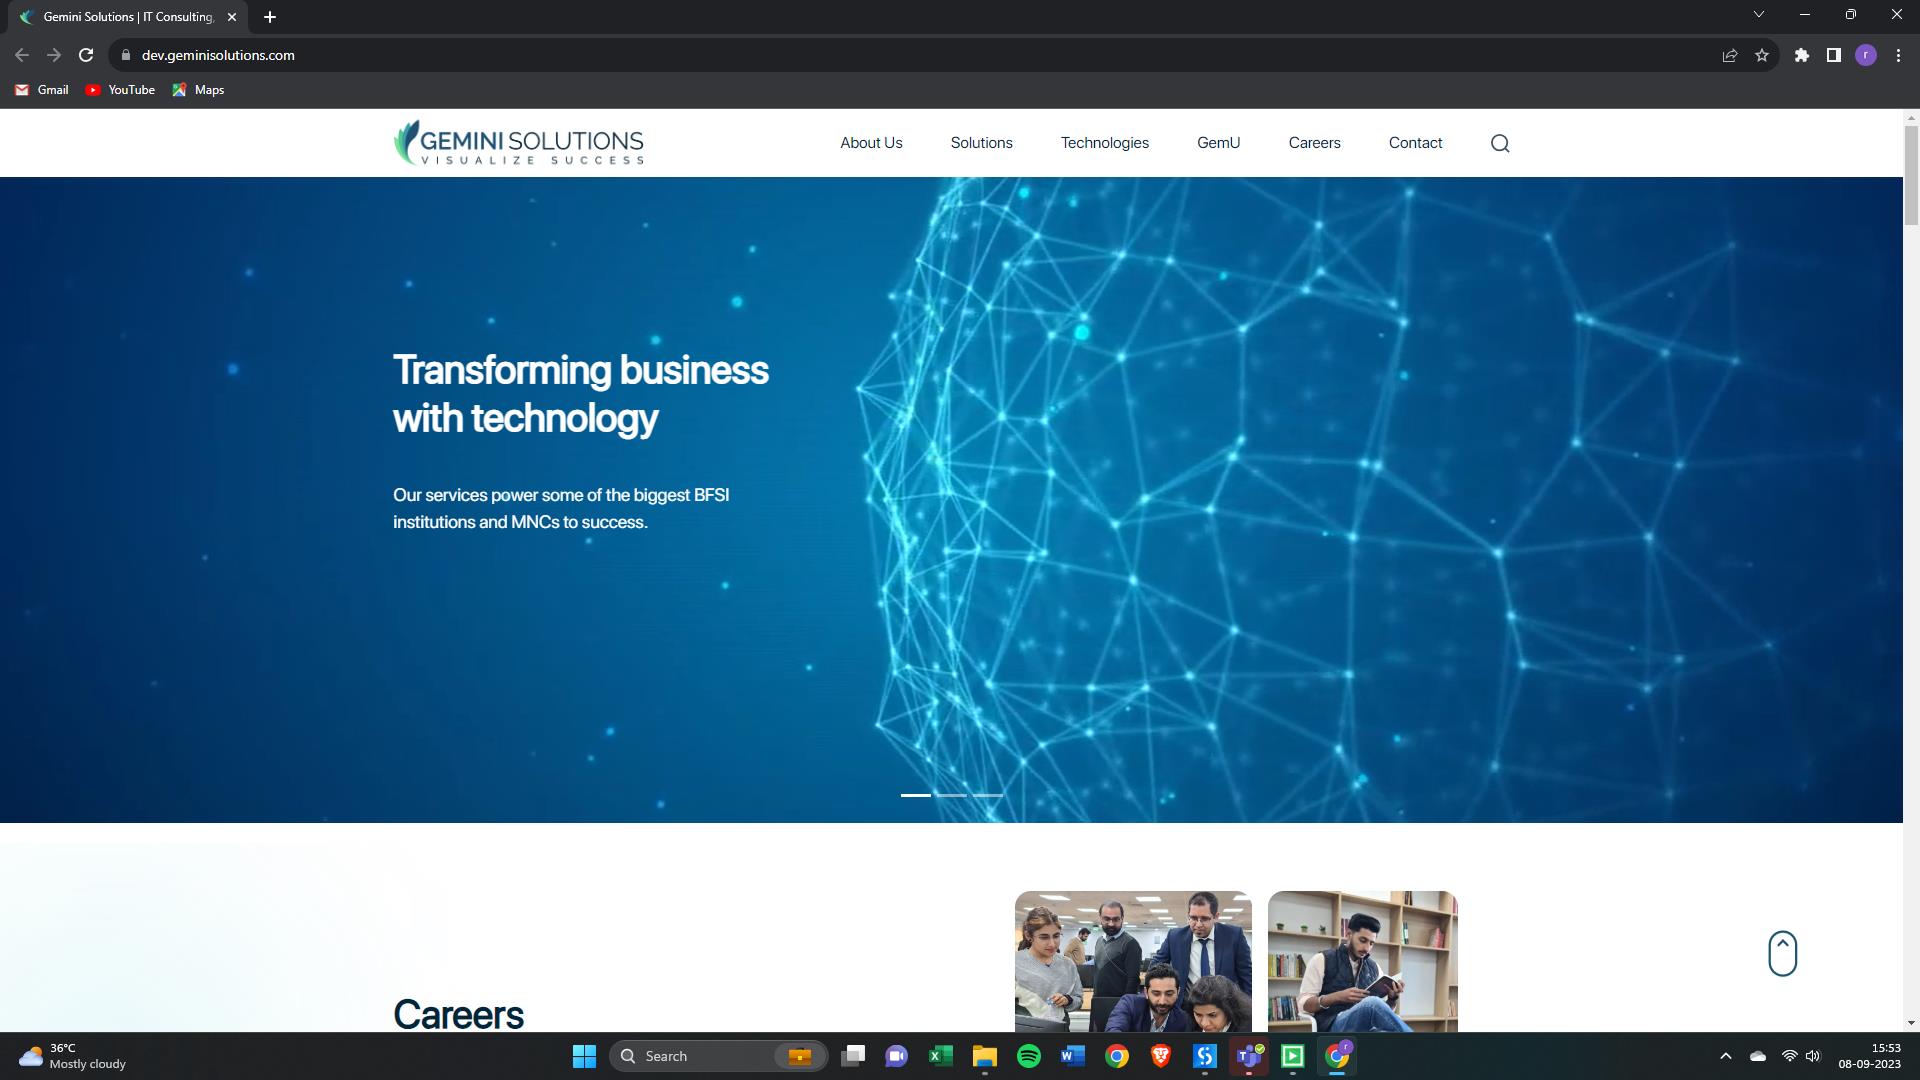 Gemini Solutions | IT Consulting,
dev.geminisolutions.com
r
Gmail
YouTube
Maps
GEMINI SOLUTIONS
VISUALIZE SUCCESS
About Us
Solutions
Technologies
GemU
Careers
Contact
Transforming business
with technology
Our services power some of the biggest BFSI
institutions and MNCs to success.
Careers
36°C
Mostly cloudy
Search
15:53
08-09-2023